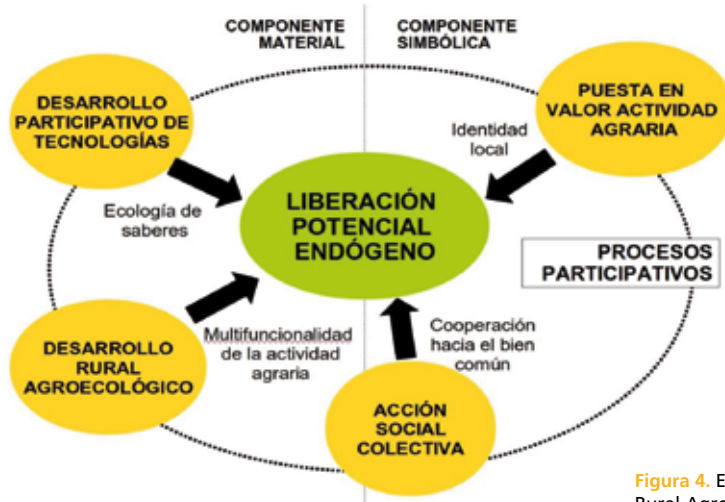 COMPONENTE
MATERIAL
COMPONENTE
SIMBÓLICA
DESARROLLO
PARTICIPATIVO DE
TECNOLOGÍAS
PUESTA EN
VALOR ACTIVIDAD
AGRARIA
Identidad
local
Ecología de
saberes
LIBERACIÓN
POTENCIAL
ENDÓGENO
PROCESOS
PARTICIPATIVOS
DESARROLLO
RURAL
AGROECOLÓGICO
Multifuncionalidad
de la actividad
agraria
Cooperación
hacia el bien
común
ACCIÓN
SOCIAL
COLECTIVA
Figura 4.
Rural